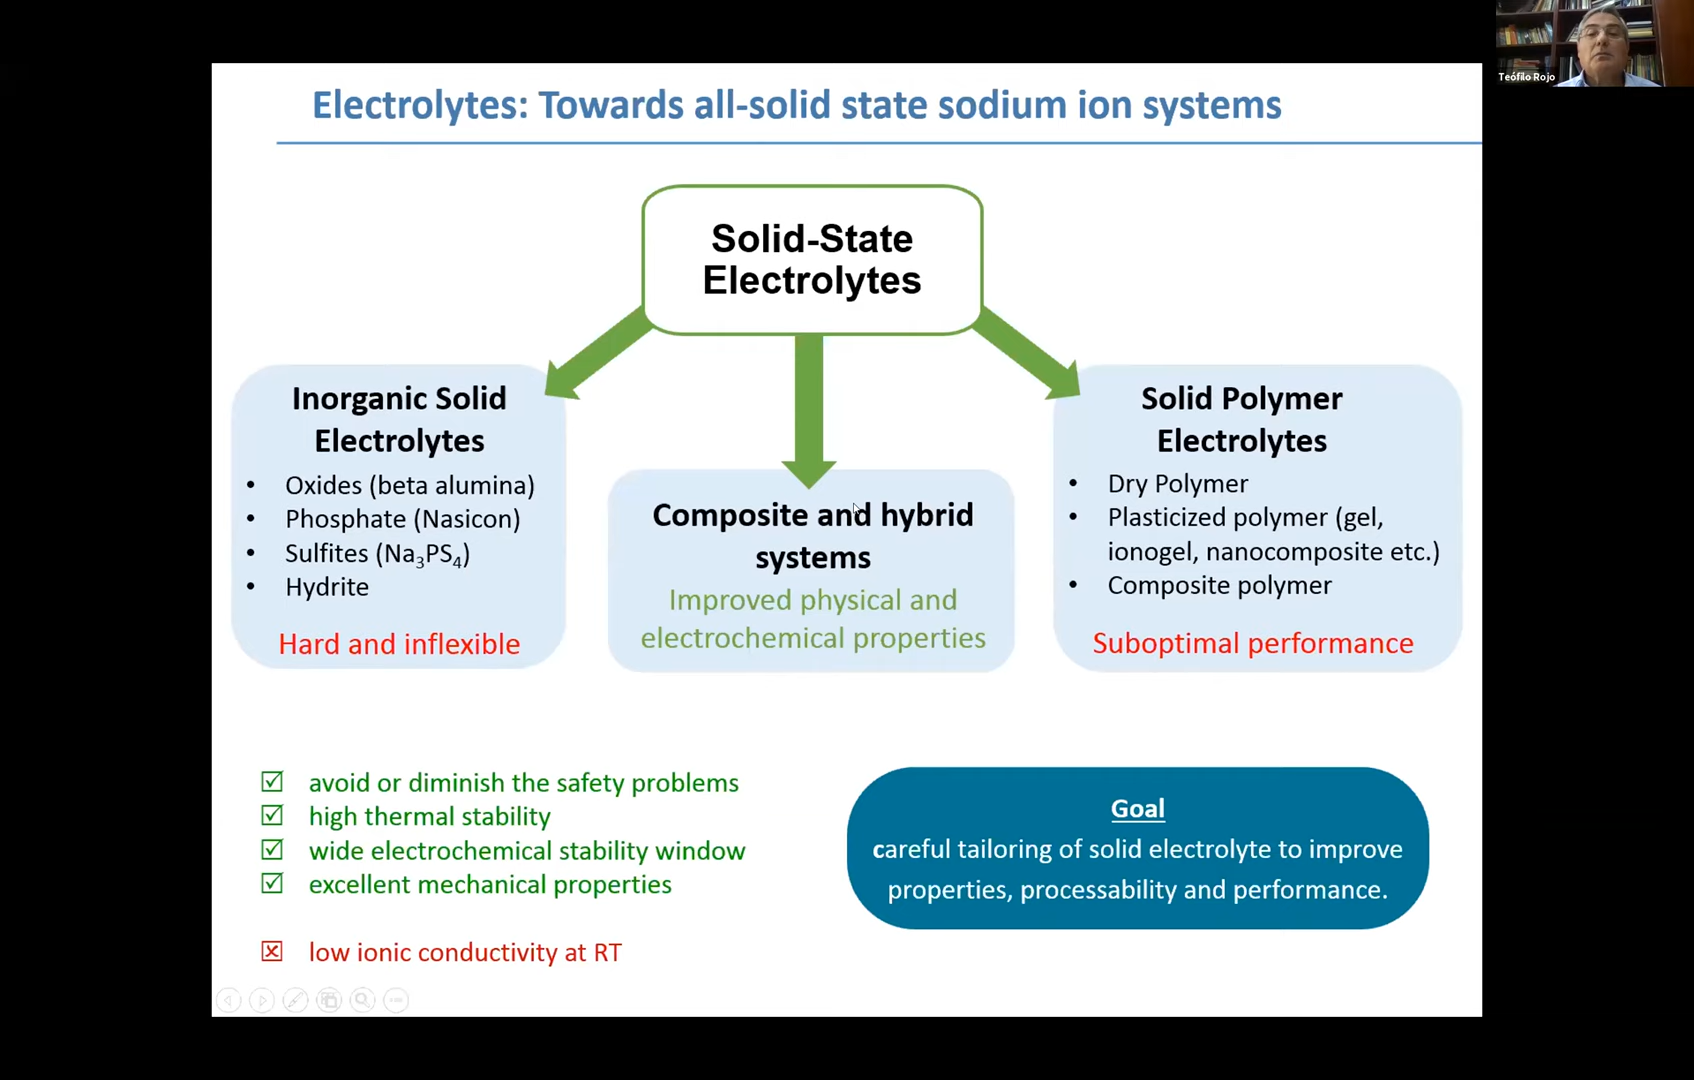 Teófilo Rojo
Electrolytes: Towards all-solid state sodium ion systems
Solid-State
Electrolytes
Inorganic Solid
Electrolytes
• Oxides (beta alumina)
• Phosphate (Nasicon)
• Sulfites (Na₃PS₄)
• Hydrite
Hard and inflexible
Composite and hybrid
systems
Improved physical and
electrochemical properties
Solid Polymer
Electrolytes
• Dry Polymer
• Plasticized polymer (gel,
ionogel, nanocomposite etc.)
• Composite polymer
Suboptimal performance
☑ avoid or diminish the safety problems
☑ high thermal stability
☑ wide electrochemical stability window
☑ excellent mechanical properties
☒ low ionic conductivity at RT
Goal
careful tailoring of solid electrolyte to improve
properties, processability and performance.